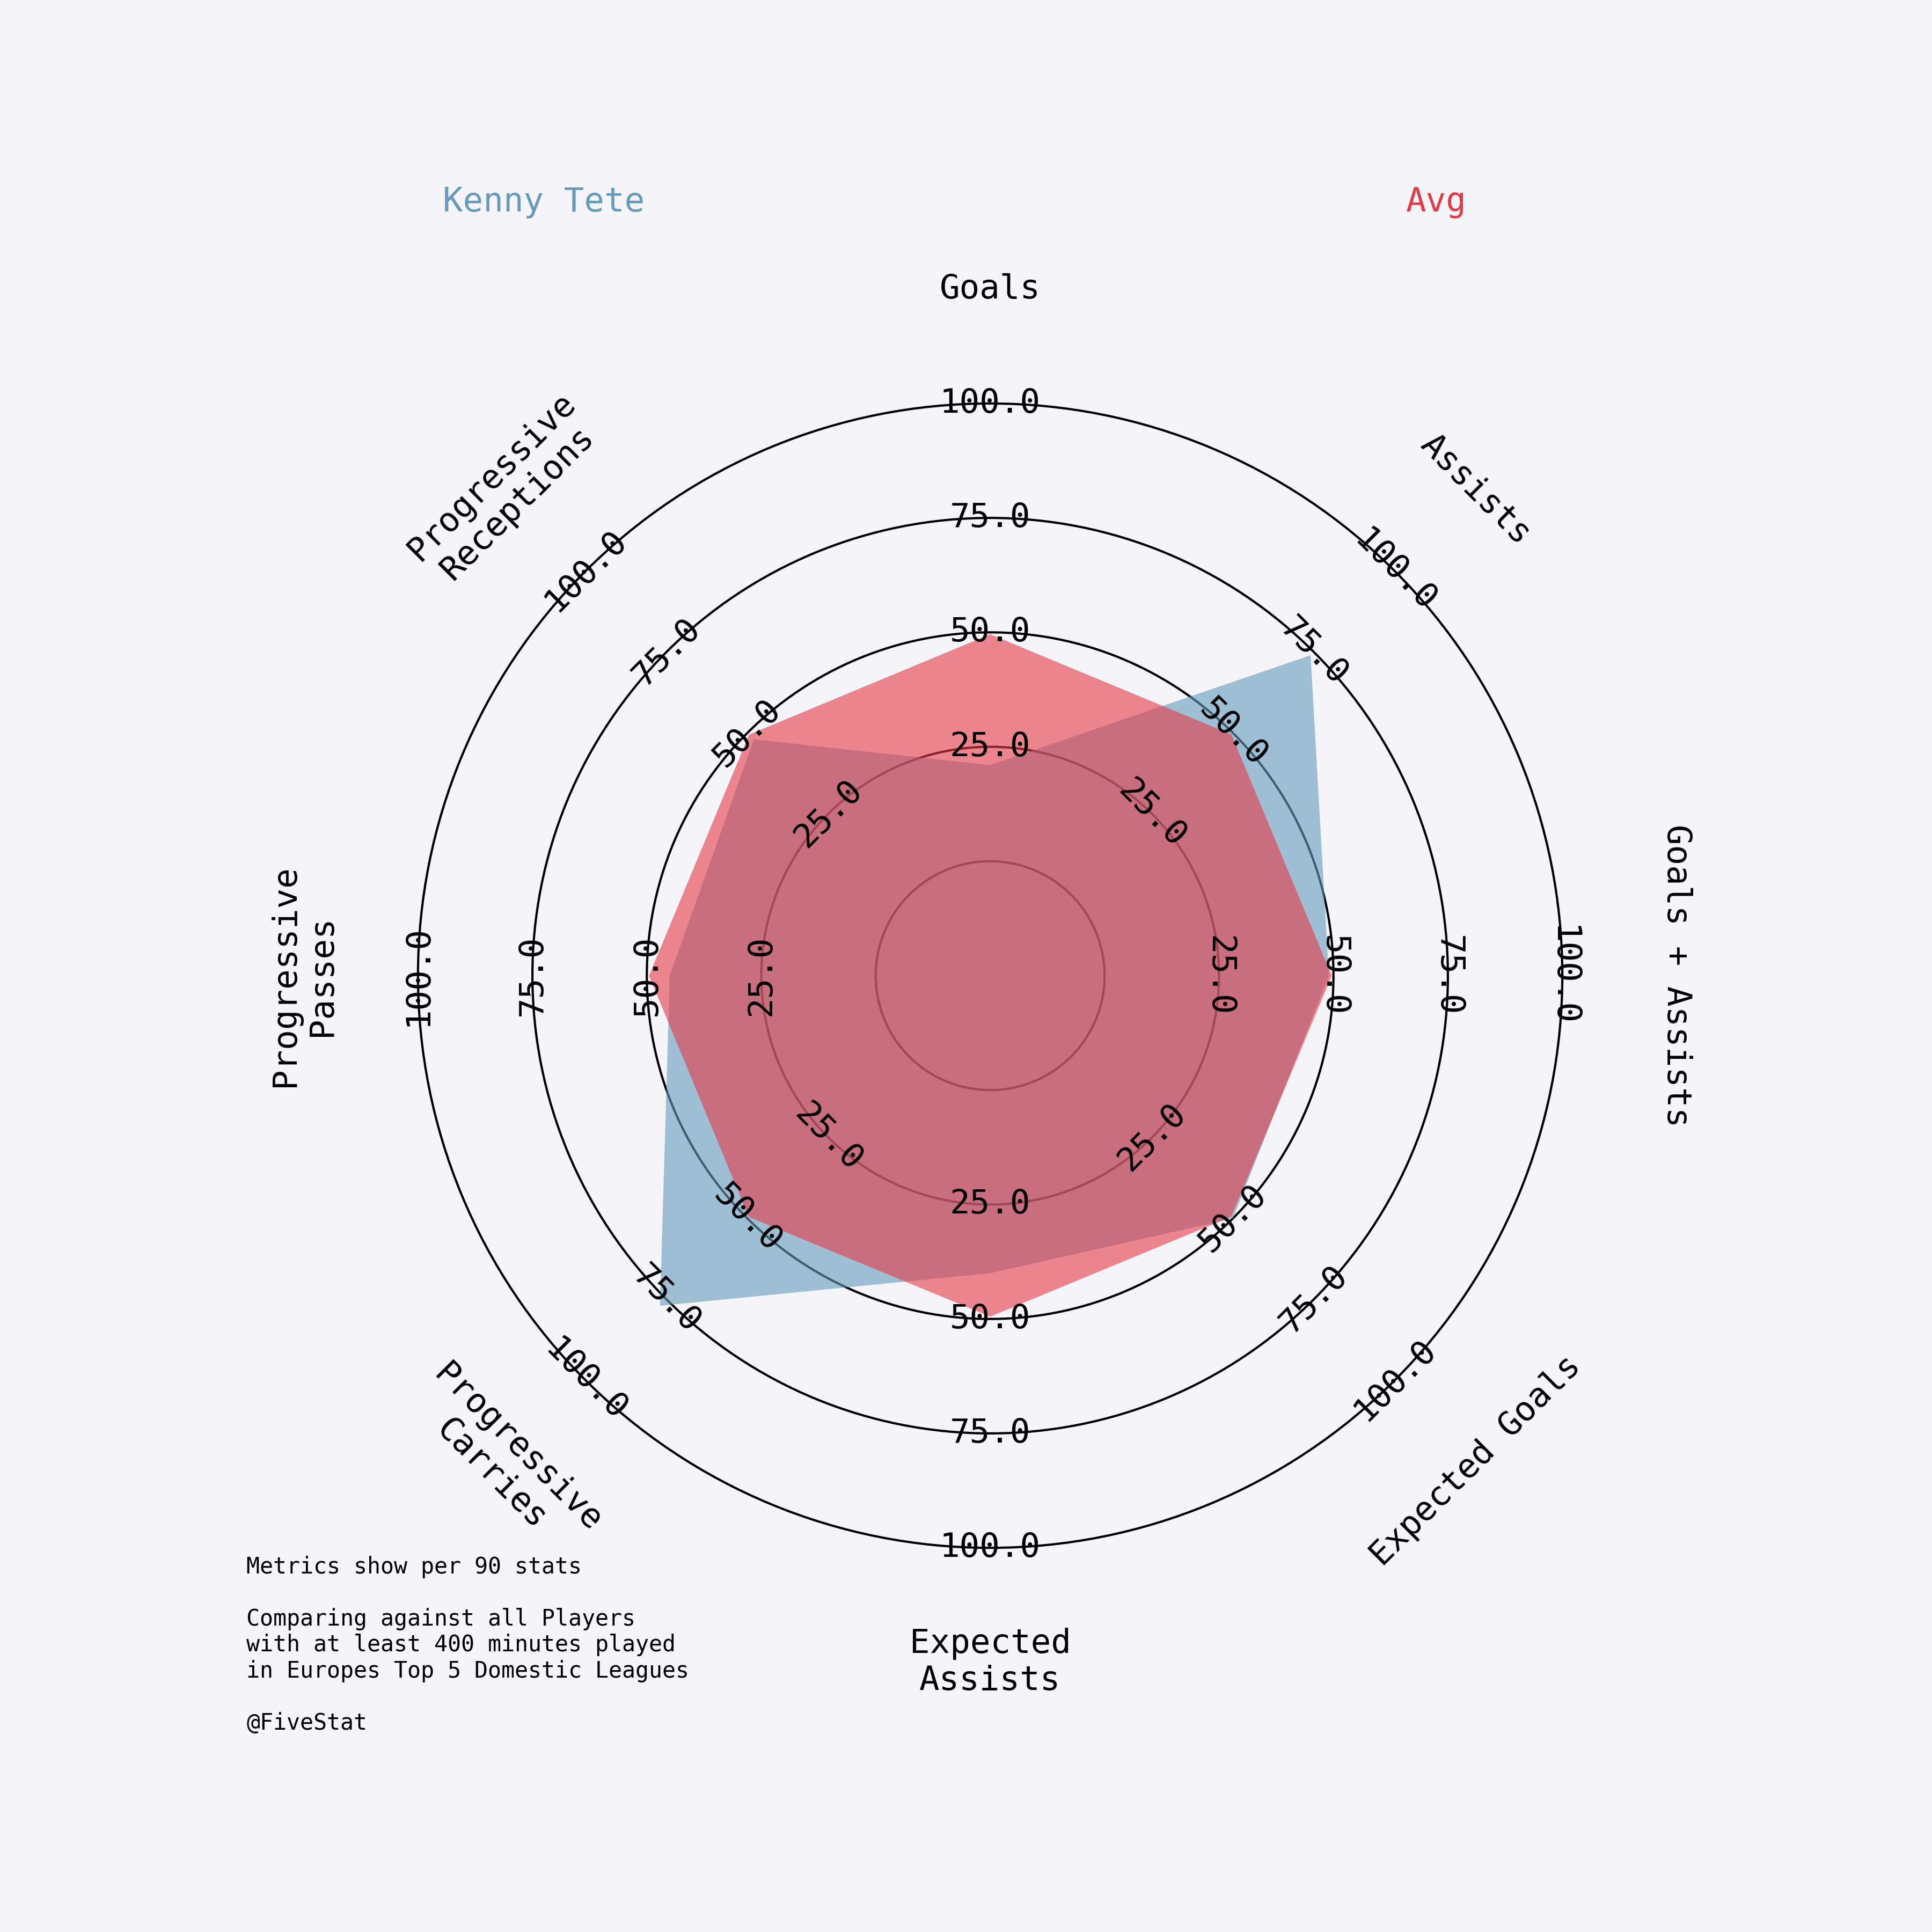 Kenny Tete
Avg
Goals
Assists
Goals + Assists
Expected Goals
Expected
Assists
Progressive
Carries
Progressive
Passes
Progressive
Receptions
25.0
50.0
75.0
100.0
25.0
50.0
75.0
100.0
25.0
50.0
75.0
100.0
25.0
50.0
75.0
100.0
25.0
50.0
75.0
100.0
25.0
50.0
75.0
100.0
25.0
50.0
75.0
100.0
25.0
50.0
75.0
100.0
Metrics show per 90 stats
Comparing against all Players
with at least 400 minutes played
in Europes Top 5 Domestic Leagues
@FiveStat